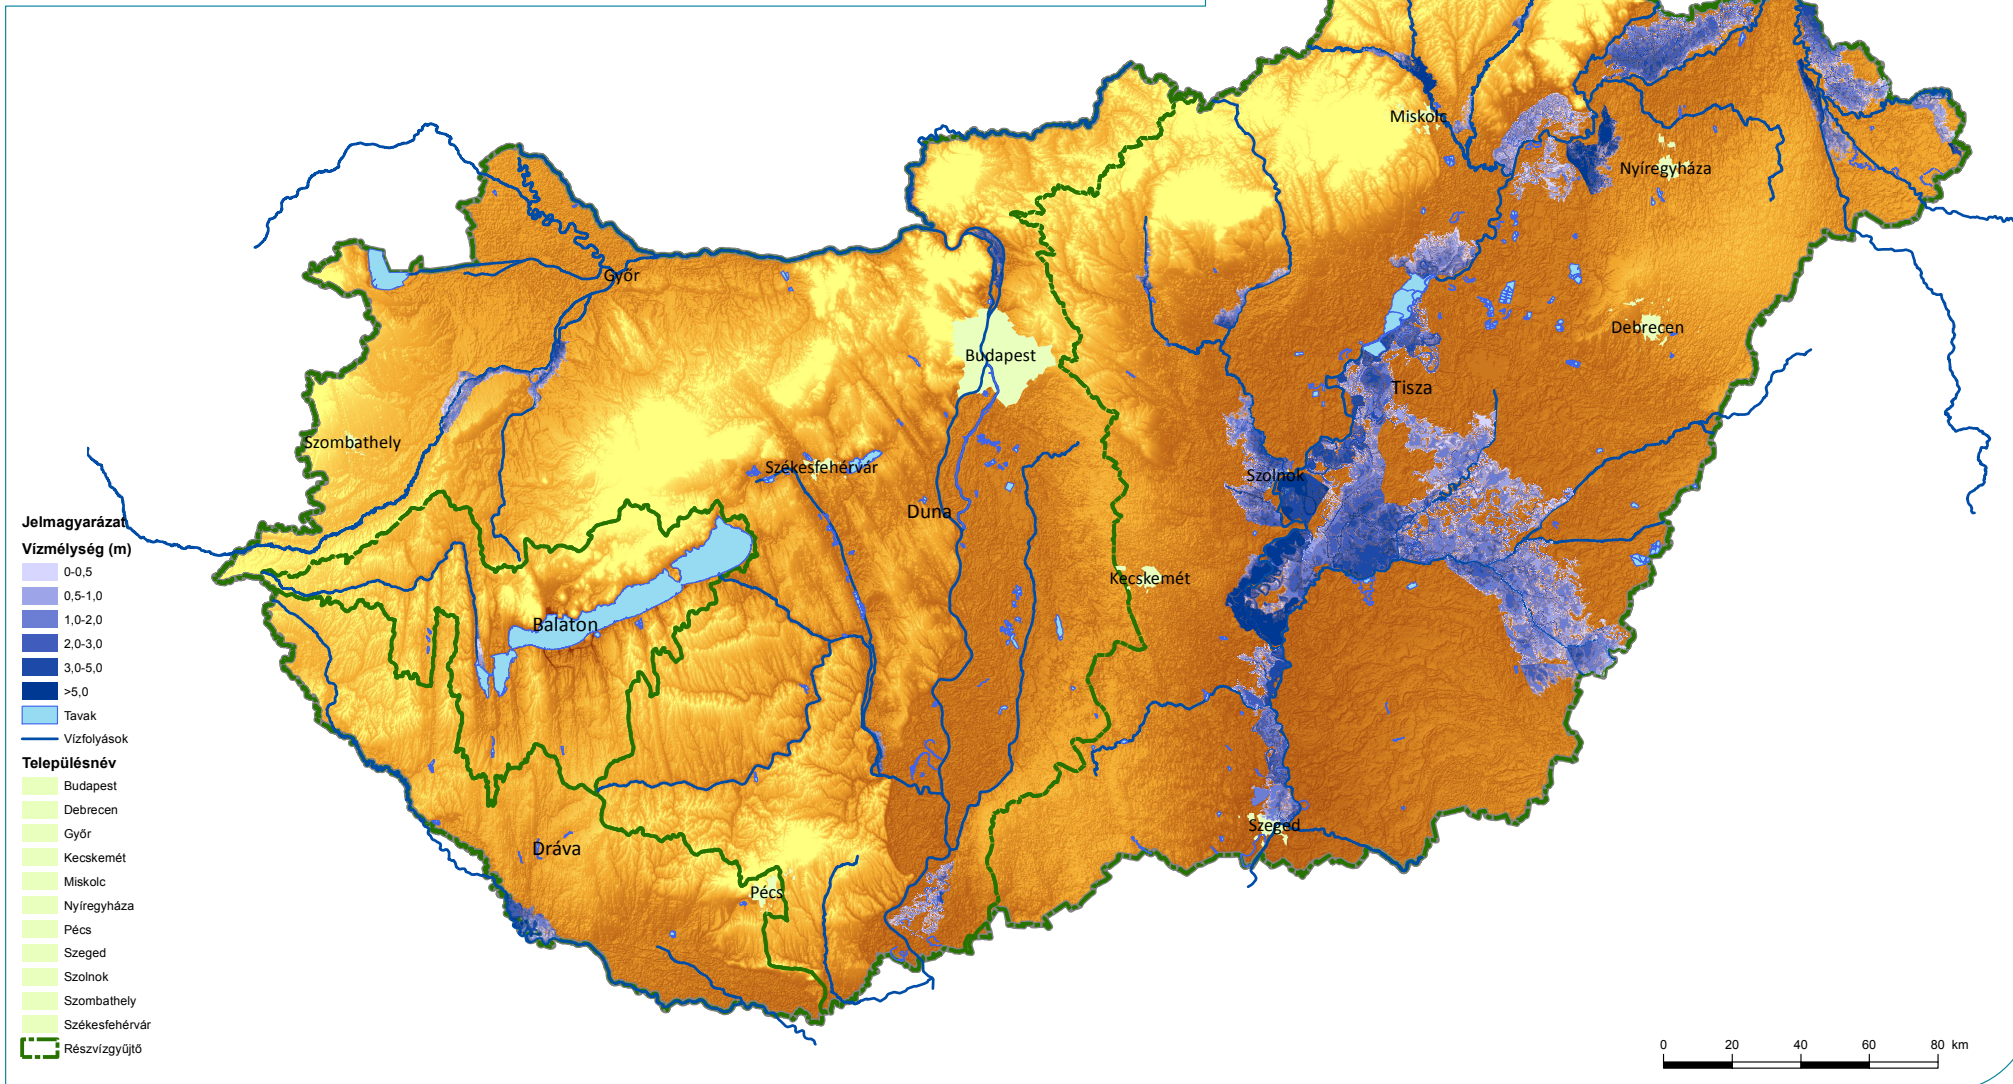 Miskolc
Nyíregyháza
Győr
Debrecen
Budapest
Tisza
Szombathely
Székesfehérvár
Szolnok
Duna
Kecskemét
Balaton
Szeged
Dráva
Pécs
Jelmagyarázat
Vízmélység (m)
0-0,5
0,5-1,0
1,0-2,0
2,0-3,0
3,0-5,0
>5,0
Tavak
Vízfolyások
Településnév
Budapest
Debrecen
Győr
Kecskemét
Miskolc
Nyíregyháza
Pécs
Szeged
Szolnok
Szombathely
Székesfehérvár
Részvízgyűjtő
0 20 40 60 80 km